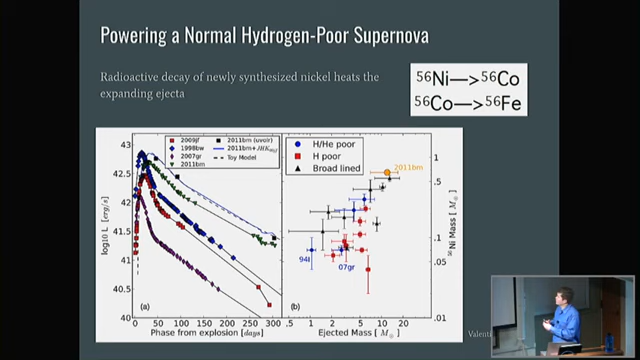 Powering a Normal Hydrogen-Poor Supernova
Radioactive decay of newly synthesized nickel heats the
expanding ejecta
56Ni—>56Co
56Co—>56Fe
2009jf
1998bw
2007gr
2011bm
2011bm (uvoir)
Toy Model
log10 L [erg/s]
43
42.5
42
41.5
41
40.5
40
0
50
100
150
200
250
300
(a)
Phase from explosion [days]
H/He poor
H poor
Broad lined
2011bm
94I
07gr
(b)
.5
1
2
5
10
20
Ejected Mass [M☉]
1
.5
.1
.05
.01
56Ni Mass [M☉]
Valenti